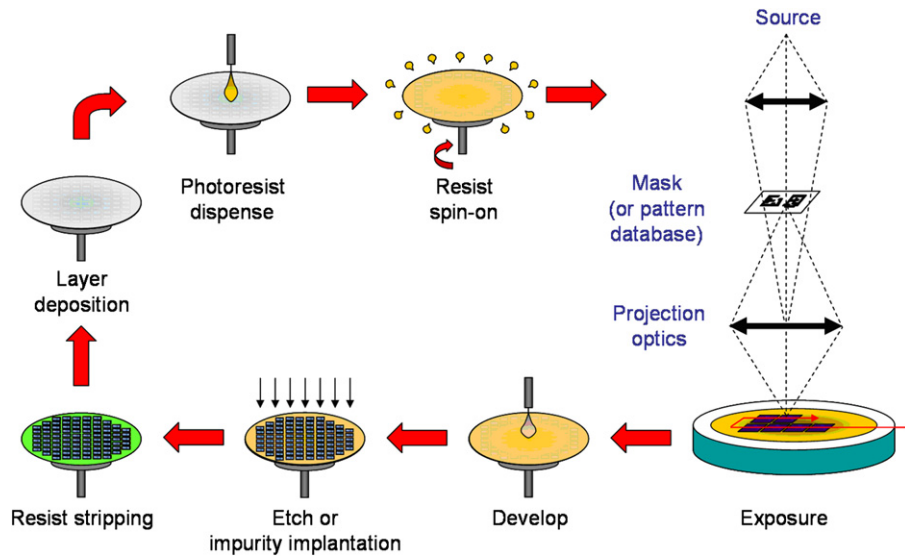 Source
Photoresist
dispense
Resist
spin-on
Mask
(or pattern
database)
Layer
deposition
Projection
optics
Resist stripping
Etch or
impurity implantation
Develop
Exposure